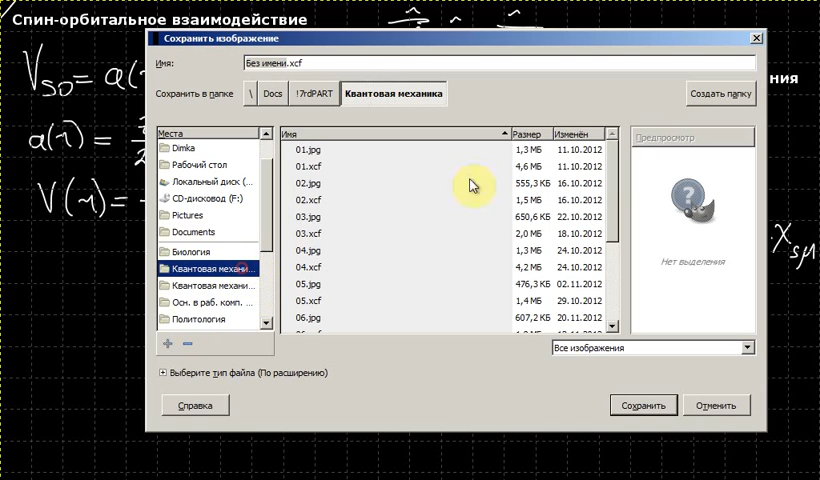 Спин-орбитальное взаимодействие
Сохранить изображение
V_SO = a(
ния
Имя:
Без имени.xcf
Сохранить в папке
\
Docs
!7rdPART
Квантовая механика
Создать папку
a(r) =
V(r) = -
Места
Dimka
Рабочий стол
Локальный диск (...
CD-дисковод (F:)
Pictures
Documents
Биология
Квантовая механи...
Квантовая механи...
Осн. в раб. комп. ...
Политология
Имя Размер Изменён
01.jpg 1,3 МБ 11.10.2012
01.xcf 4,6 МБ 11.10.2012
02.jpg 555,3 КБ 16.10.2012
02.xcf 1,5 МБ 16.10.2012
03.jpg 650,6 КБ 22.10.2012
03.xcf 2,0 МБ 18.10.2012
04.jpg 1,3 МБ 24.10.2012
04.xcf 4,2 МБ 24.10.2012
05.jpg 476,3 КБ 02.11.2012
05.xcf 1,4 МБ 29.10.2012
06.jpg 607,2 КБ 20.11.2012
Предпросмотр
?
Нет выделения
Все изображения
Выберите тип файла (По расширению)
Справка
Сохранить
Отменить